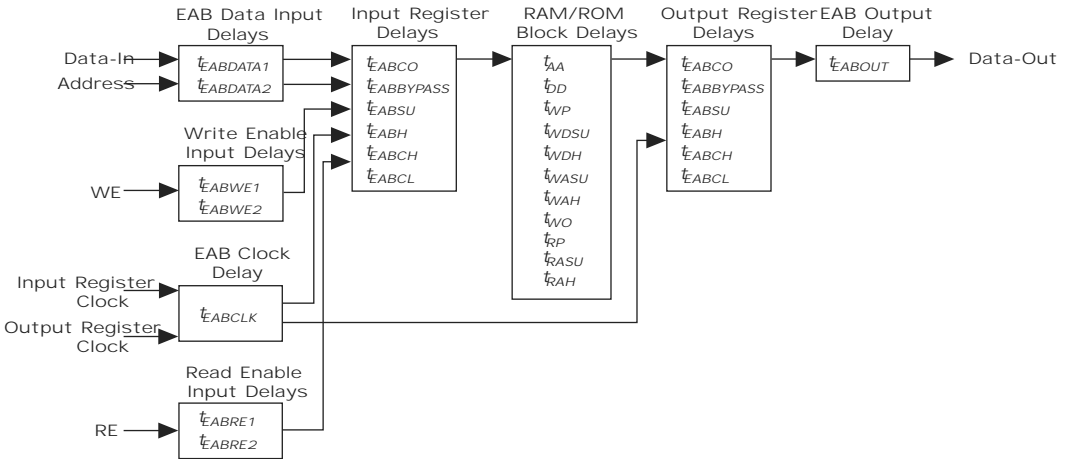 EAB Data Input
Delays
Input Register
Delays
RAM/ROM
Block Delays
Output Register
Delays
EAB Output
Delay
Data-In
Address
tEABDATA1
tEABDATA2
tEABCO
tEABBYPASS
tEABSU
tEABH
tEABCH
tEABCL
tAA
tDD
tWP
tWDSU
tWDH
tWASU
tWAH
tWO
tRP
tRASU
tRAH
tEABCO
tEABBYPASS
tEABSU
tEABH
tEABCH
tEABCL
tEABOUT
Data-Out
Write Enable
Input Delays
WE
tEABWE1
tEABWE2
EAB Clock
Delay
Input Register
Clock
Output Register
Clock
tEABCLK
Read Enable
Input Delays
RE
tEABRE1
tEABRE2